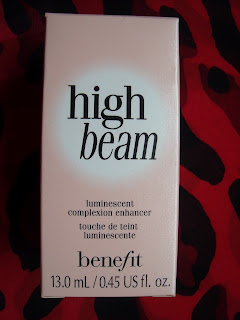 high
beam
luminescent
complexion enhancer
touche de teint
luminescente
benefit
13.0 mL / 0.45 US fl. oz.